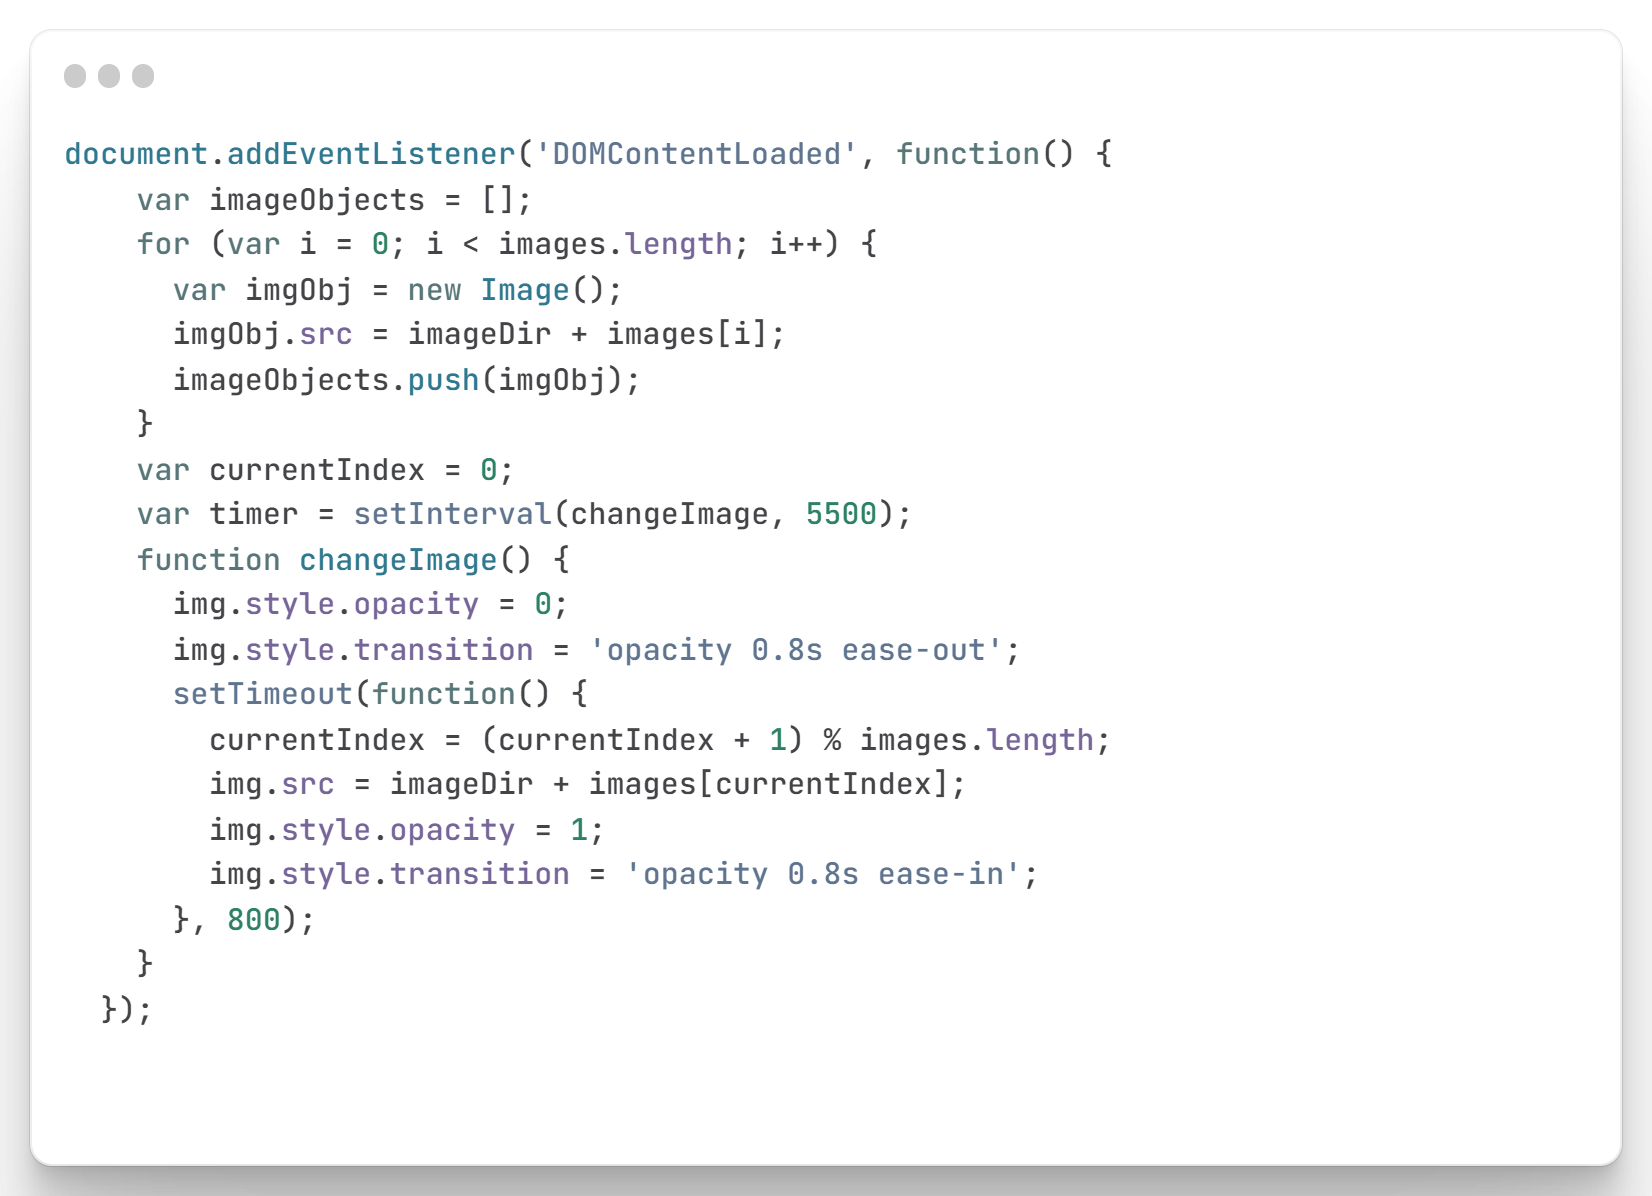 document.addEventListener('DOMContentLoaded', function() {
    var imageObjects = [];
    for (var i = 0; i < images.length; i++) {
      var imgObj = new Image();
      imgObj.src = imageDir + images[i];
      imageObjects.push(imgObj);
    }
    var currentIndex = 0;
    var timer = setInterval(changeImage, 5500);
    function changeImage() {
      img.style.opacity = 0;
      img.style.transition = 'opacity 0.8s ease-out';
      setTimeout(function() {
        currentIndex = (currentIndex + 1) % images.length;
        img.src = imageDir + images[currentIndex];
        img.style.opacity = 1;
        img.style.transition = 'opacity 0.8s ease-in';
      }, 800);
    }
  });